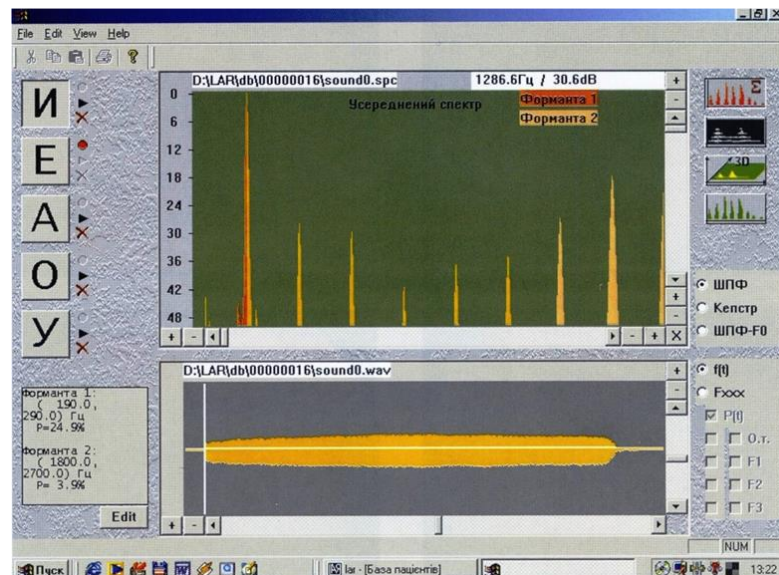 File Edit View Help
D:\LAR\db\00000016\sound0.spc 1286.6Гц / 30.6dB
Усереднений спектр
Форманта 1
Форманта 2
0
6
12
18
24
30
36
42
48
И
Е
А
О
У
Σ
3D
ШПФ
Кепстр
ШПФ-F0
+ - + X
D:\LAR\db\00000016\sound0.wav
f(t)
Fxxx
P(t)
О.т.
F1
F2
F3
Форманта 1:
( 190.0,
290.0) Гц
P=24.9%
Форманта 2:
( 1800.0,
2700.0) Гц
P= 3.9%
Edit
NUM
Пуск
lar - [База пацієнтів]
13:22